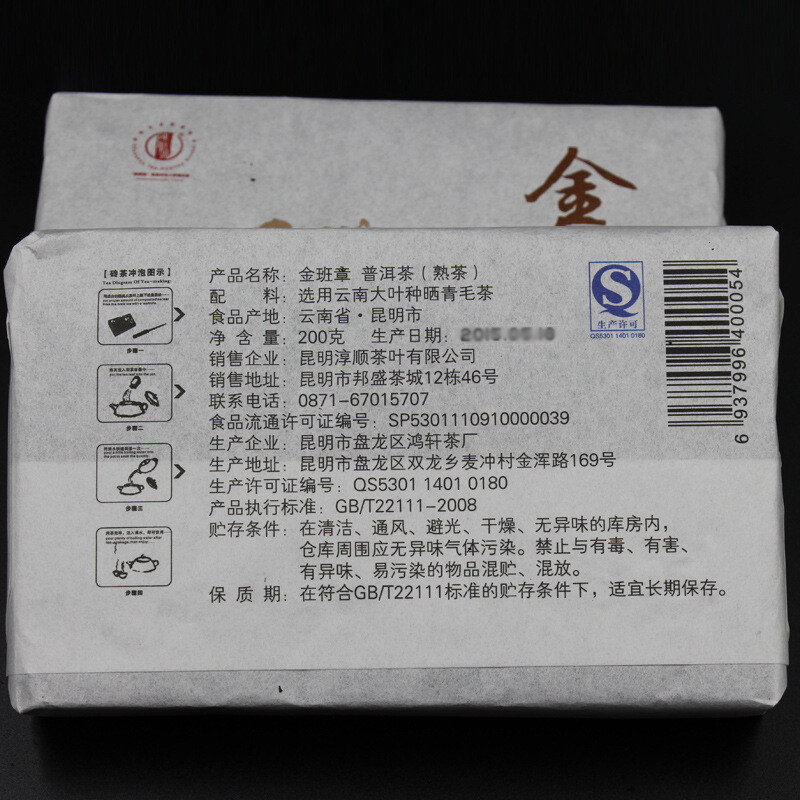 金
【砖茶冲泡图示】
Tea Diagram Of Tea-making:
步骤一
步骤二
步骤三
步骤四
产品名称：金班章 普洱茶（熟茶）
配 料：选用云南大叶种晒青毛茶
食品产地：云南省·昆明市
净 含 量：200克 生产日期：2015.05.18
销售企业：昆明淳顺茶叶有限公司
销售地址：昆明市邦盛茶城12栋46号
联系电话：0871-67015707
食品流通许可证编号：SP5301110910000039
生产企业：昆明市盘龙区鸿轩茶厂
生产地址：昆明市盘龙区双龙乡麦冲村金浑路169号
生产许可证编号：QS5301 1401 0180
产品执行标准：GB/T22111-2008
贮存条件：在清洁、通风、避光、干燥、无异味的库房内，
仓库周围应无异味气体污染。禁止与有毒、有害、
有异味、易污染的物品混贮、混放。
保 质 期：在符合GB/T22111标准的贮存条件下，适宜长期保存。
生产许可
QS5301 1401 0180
6 937996 400054